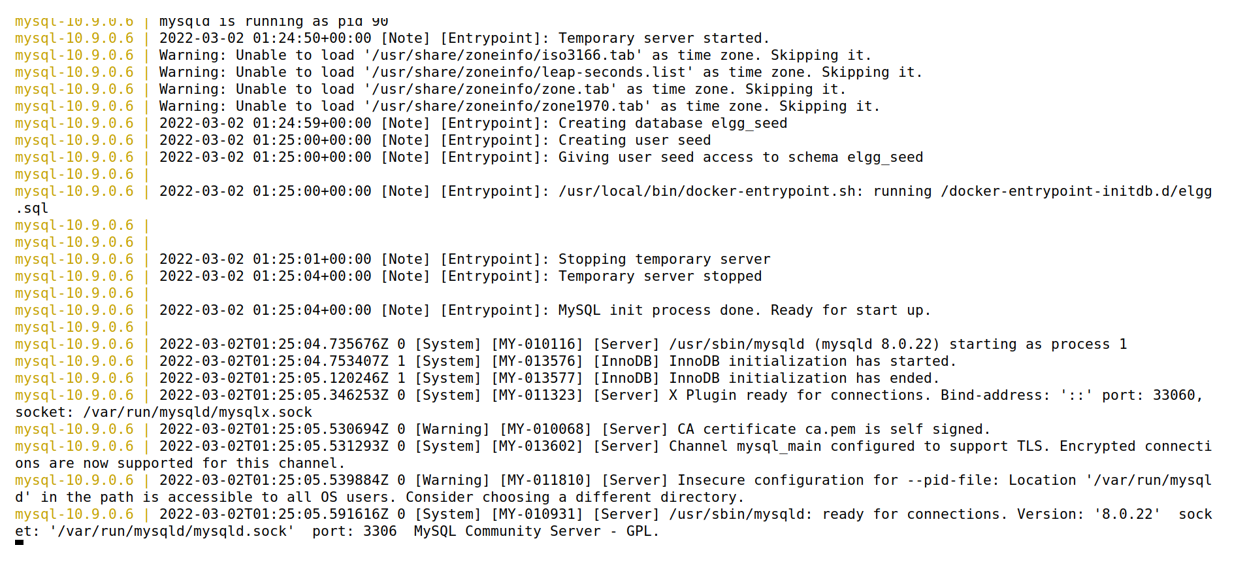 mysql-10.9.0.6 | mysqld is running as pid 90
mysql-10.9.0.6 | 2022-03-02 01:24:50+00:00 [Note] [Entrypoint]: Temporary server started.
mysql-10.9.0.6 | Warning: Unable to load '/usr/share/zoneinfo/iso3166.tab' as time zone. Skipping it.
mysql-10.9.0.6 | Warning: Unable to load '/usr/share/zoneinfo/leap-seconds.list' as time zone. Skipping it.
mysql-10.9.0.6 | Warning: Unable to load '/usr/share/zoneinfo/zone.tab' as time zone. Skipping it.
mysql-10.9.0.6 | Warning: Unable to load '/usr/share/zoneinfo/zone1970.tab' as time zone. Skipping it.
mysql-10.9.0.6 | 2022-03-02 01:24:59+00:00 [Note] [Entrypoint]: Creating database elgg_seed
mysql-10.9.0.6 | 2022-03-02 01:25:00+00:00 [Note] [Entrypoint]: Creating user seed
mysql-10.9.0.6 | 2022-03-02 01:25:00+00:00 [Note] [Entrypoint]: Giving user seed access to schema elgg_seed
mysql-10.9.0.6 |
mysql-10.9.0.6 | 2022-03-02 01:25:00+00:00 [Note] [Entrypoint]: /usr/local/bin/docker-entrypoint.sh: running /docker-entrypoint-initdb.d/elgg
.sql
mysql-10.9.0.6 |
mysql-10.9.0.6 |
mysql-10.9.0.6 | 2022-03-02 01:25:01+00:00 [Note] [Entrypoint]: Stopping temporary server
mysql-10.9.0.6 | 2022-03-02 01:25:04+00:00 [Note] [Entrypoint]: Temporary server stopped
mysql-10.9.0.6 |
mysql-10.9.0.6 | 2022-03-02 01:25:04+00:00 [Note] [Entrypoint]: MySQL init process done. Ready for start up.
mysql-10.9.0.6 |
mysql-10.9.0.6 | 2022-03-02T01:25:04.735676Z 0 [System] [MY-010116] [Server] /usr/sbin/mysqld (mysqld 8.0.22) starting as process 1
mysql-10.9.0.6 | 2022-03-02T01:25:04.753407Z 1 [System] [MY-013576] [InnoDB] InnoDB initialization has started.
mysql-10.9.0.6 | 2022-03-02T01:25:05.120246Z 1 [System] [MY-013577] [InnoDB] InnoDB initialization has ended.
mysql-10.9.0.6 | 2022-03-02T01:25:05.346253Z 0 [System] [MY-011323] [Server] X Plugin ready for connections. Bind-address: '::' port: 33060,
socket: /var/run/mysqld/mysqlx.sock
mysql-10.9.0.6 | 2022-03-02T01:25:05.530694Z 0 [Warning] [MY-010068] [Server] CA certificate ca.pem is self signed.
mysql-10.9.0.6 | 2022-03-02T01:25:05.531293Z 0 [System] [MY-013602] [Server] Channel mysql_main configured to support TLS. Encrypted connecti
ons are now supported for this channel.
mysql-10.9.0.6 | 2022-03-02T01:25:05.539884Z 0 [Warning] [MY-011810] [Server] Insecure configuration for --pid-file: Location '/var/run/mysql
d' in the path is accessible to all OS users. Consider choosing a different directory.
mysql-10.9.0.6 | 2022-03-02T01:25:05.591616Z 0 [System] [MY-010931] [Server] /usr/sbin/mysqld: ready for connections. Version: '8.0.22'  sock
et: '/var/run/mysqld/mysqld.sock'  port: 3306  MySQL Community Server - GPL.